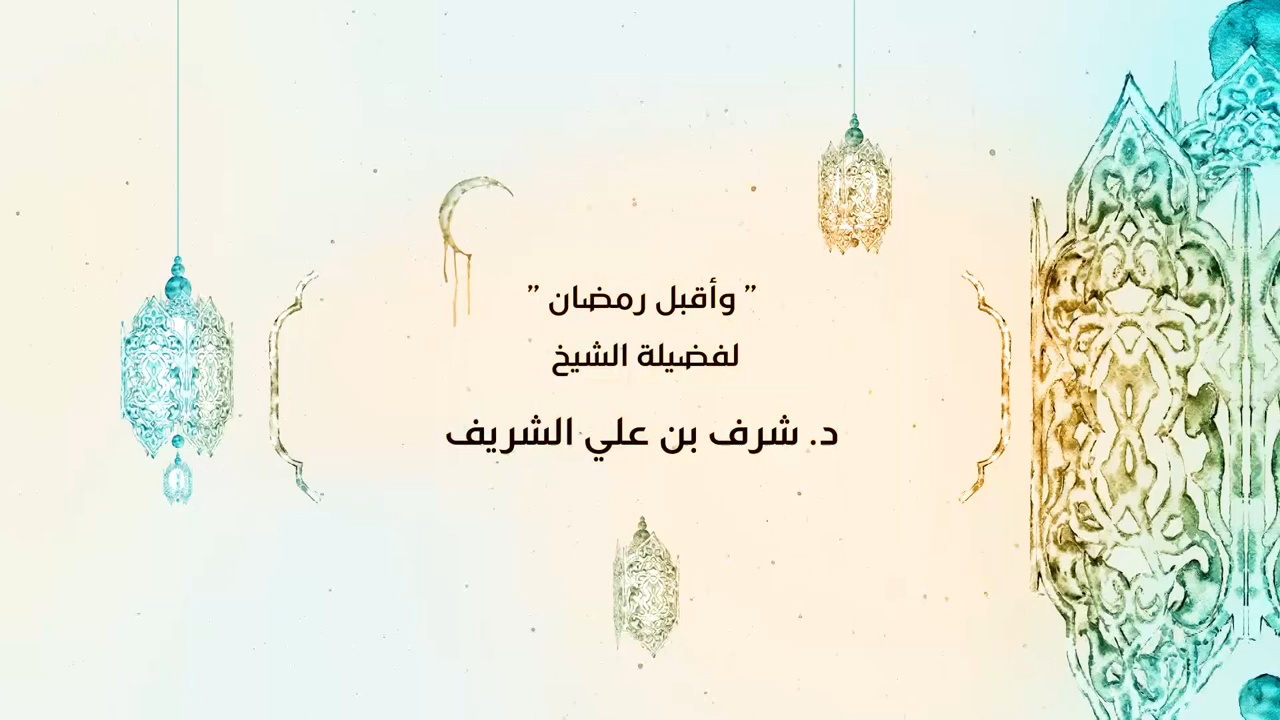 ” وأقبل رمضان ”
لفضيلة الشيخ
د. شرف بن علي الشريف